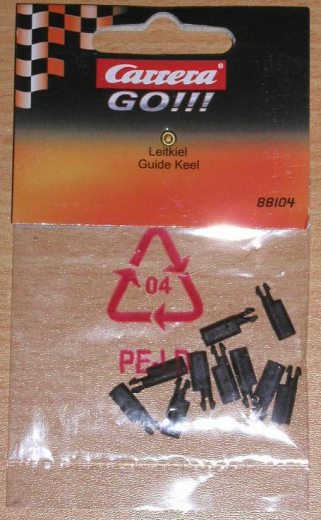 Carrera®
GO!!!
Leitkiel
Guide Keel
88104
04
PE-LD